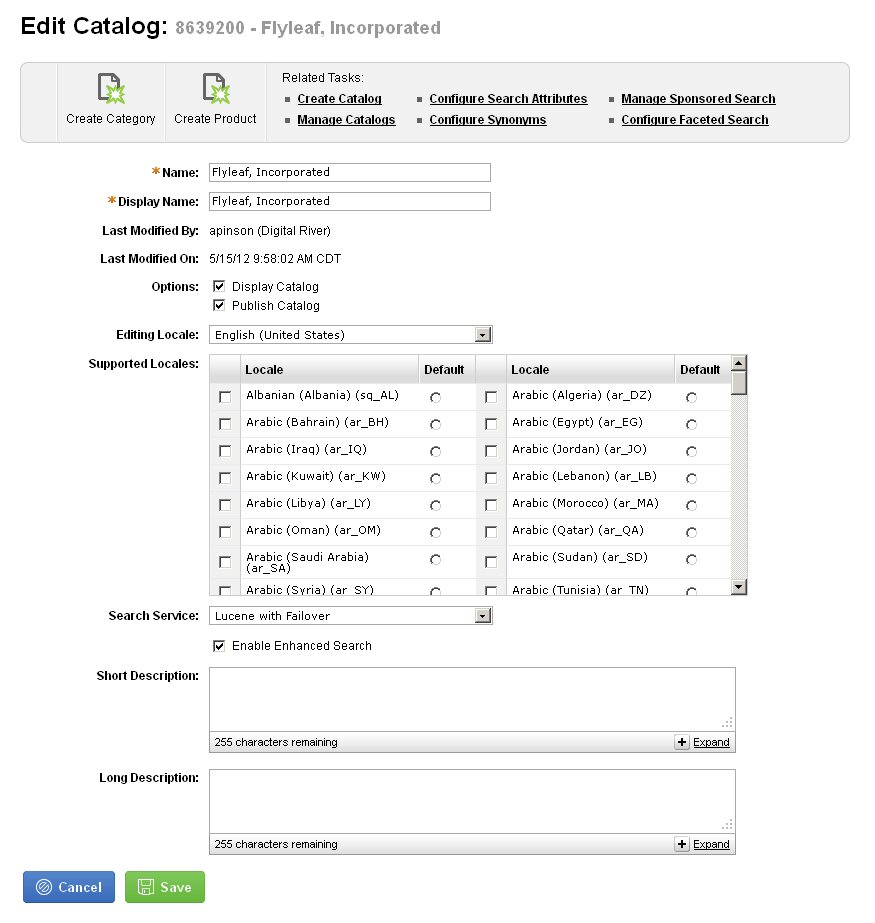 Edit Catalog: 8639200 - Flyleaf, Incorporated
Create Category
Create Product
Related Tasks:
Create Catalog
Configure Search Attributes
Manage Sponsored Search
Manage Catalogs
Configure Synonyms
Configure Faceted Search
*Name: Flyleaf, Incorporated
*Display Name: Flyleaf, Incorporated
Last Modified By: apinson (Digital River)
Last Modified On: 5/15/12 9:58:02 AM CDT
Options: Display Catalog
Publish Catalog
Editing Locale: English (United States)
Supported Locales: Locale Default Locale Default
Albanian (Albania) (sq_AL) Arabic (Algeria) (ar_DZ)
Arabic (Bahrain) (ar_BH) Arabic (Egypt) (ar_EG)
Arabic (Iraq) (ar_IQ) Arabic (Jordan) (ar_JO)
Arabic (Kuwait) (ar_KW) Arabic (Lebanon) (ar_LB)
Arabic (Libya) (ar_LY) Arabic (Morocco) (ar_MA)
Arabic (Oman) (ar_OM) Arabic (Qatar) (ar_QA)
Arabic (Saudi Arabia) Arabic (Sudan) (ar_SD)
(ar_SA)
Arabic (Syria) (ar_SY) Arabic (Tunisia) (ar_TN)
Search Service: Lucene with Failover
Enable Enhanced Search
Short Description:
255 characters remaining + Expand
Long Description:
255 characters remaining + Expand
Cancel Save